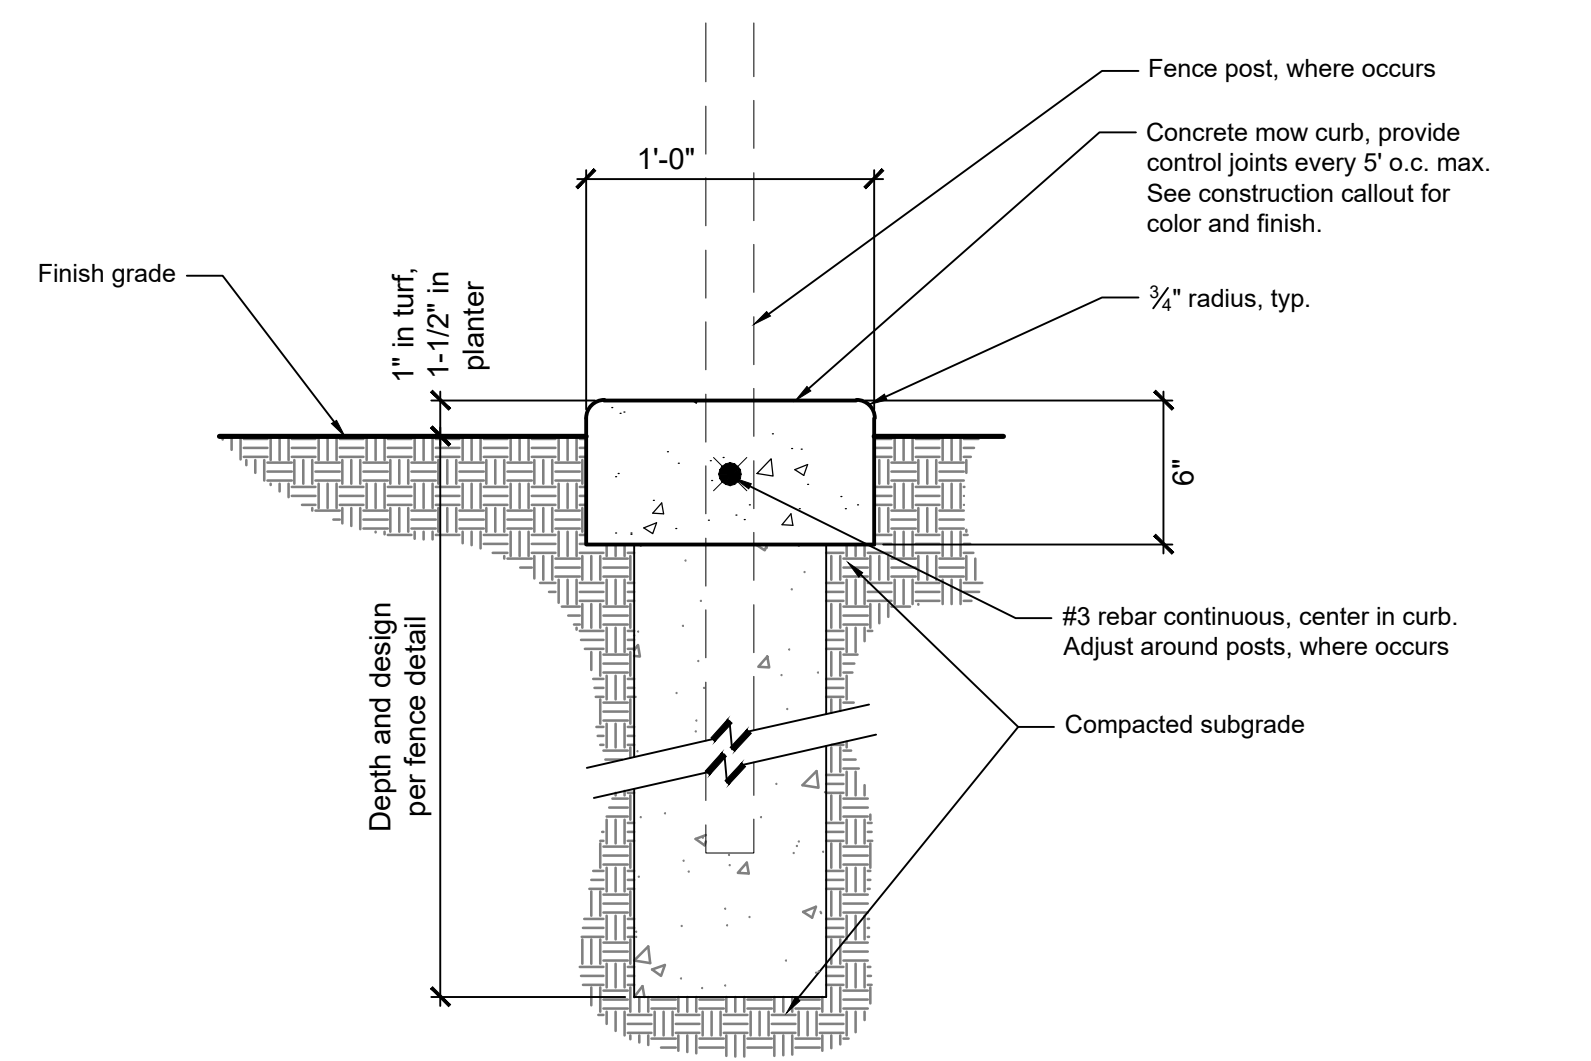 Fence post, where occurs
Concrete mow curb, provide
control joints every 5' o.c. max.
See construction callout for
color and finish.
1'-0"
Finish grade
1" in turf,
1-1/2" in
planter
¾" radius, typ.
6"
#3 rebar continuous, center in curb.
Adjust around posts, where occurs
Depth and design
per fence detail
Compacted subgrade